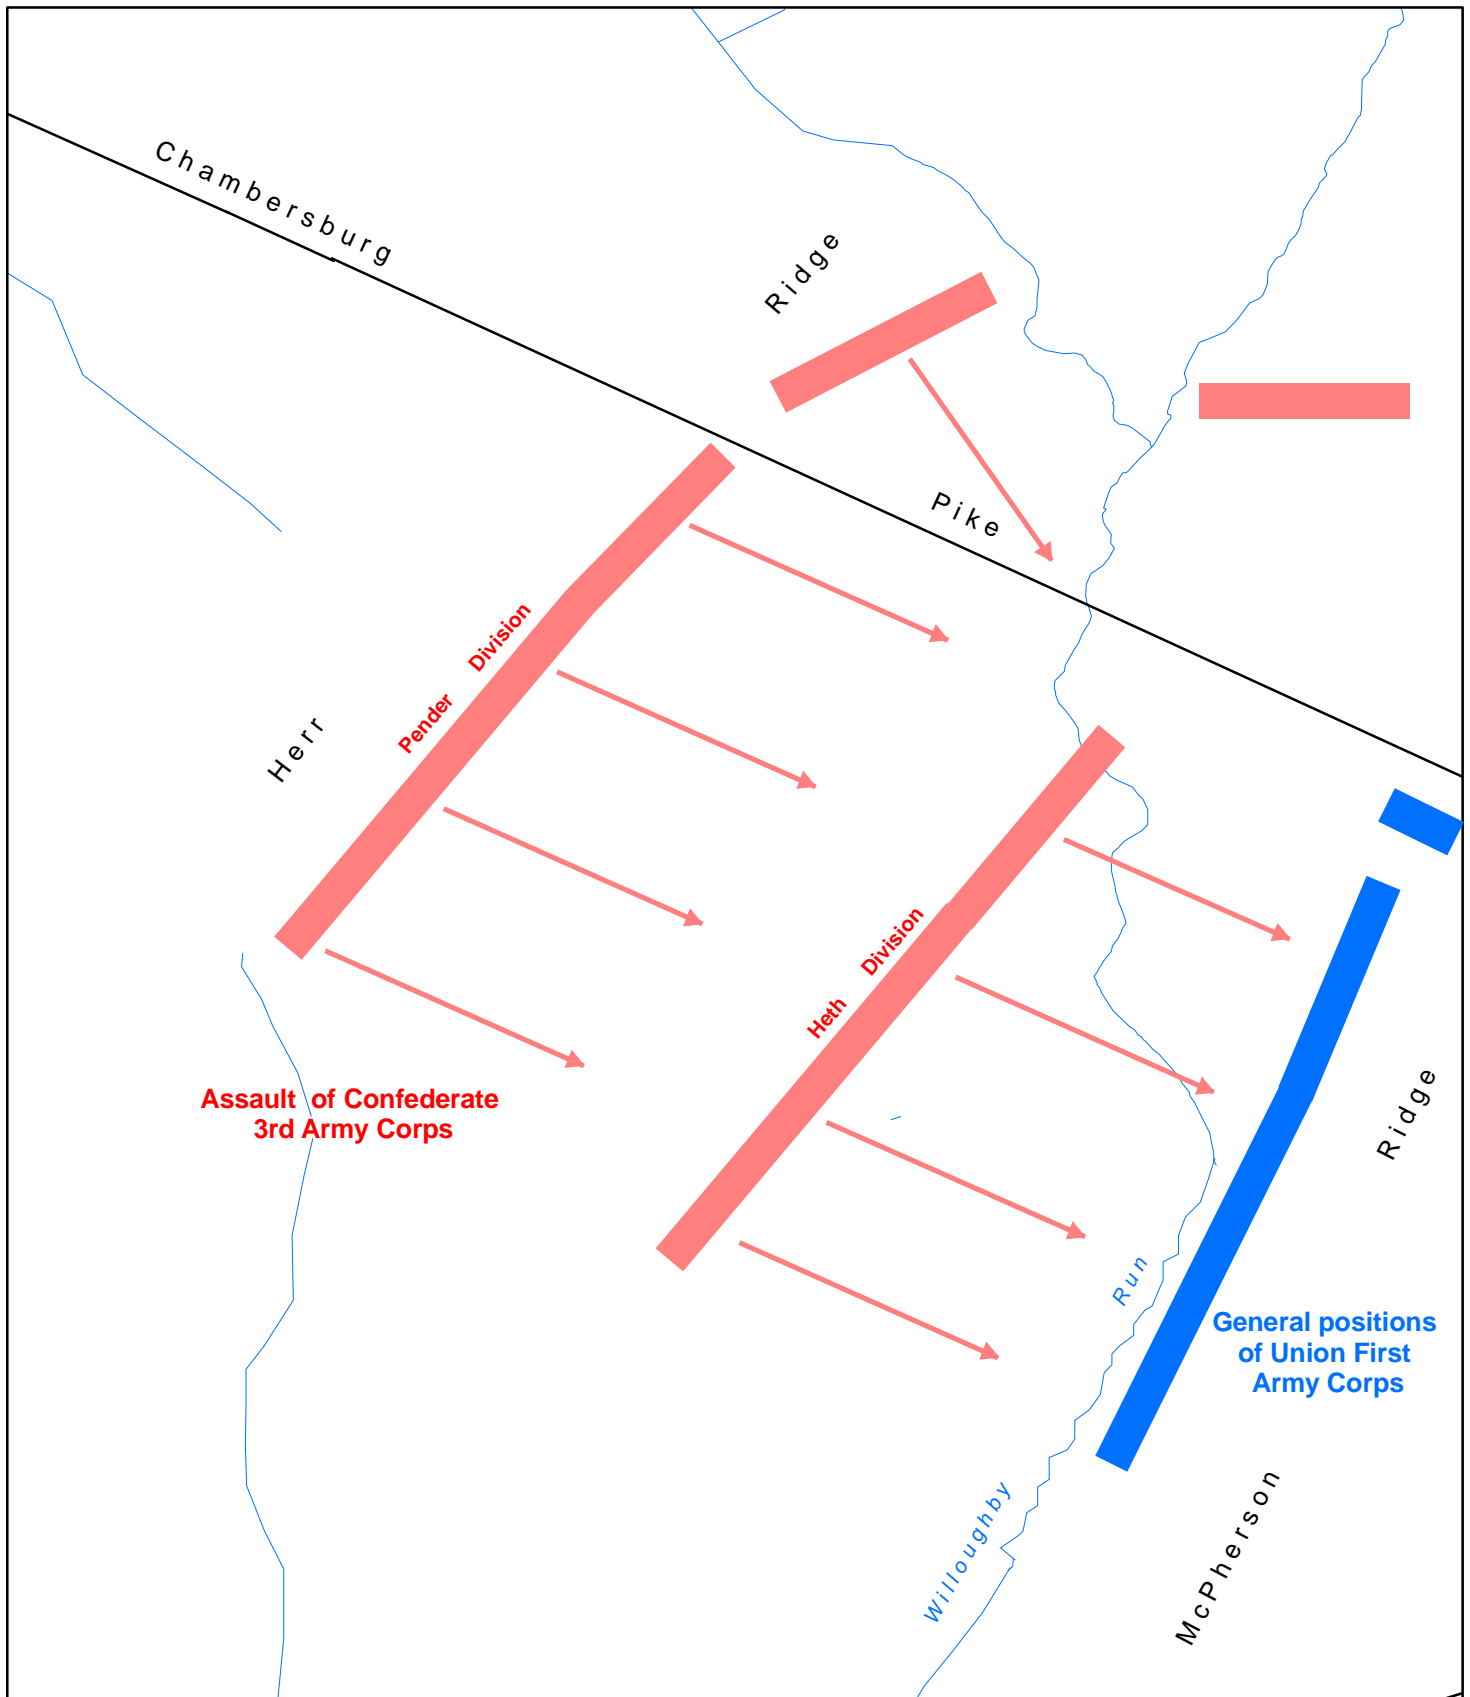 Chambersburg
Pike
Ridge
Herr
Pender Division
Heth Division
Assault of Confederate
3rd Army Corps
General positions
of Union First
Army Corps
Ridge
McPherson
Run
Willoughby